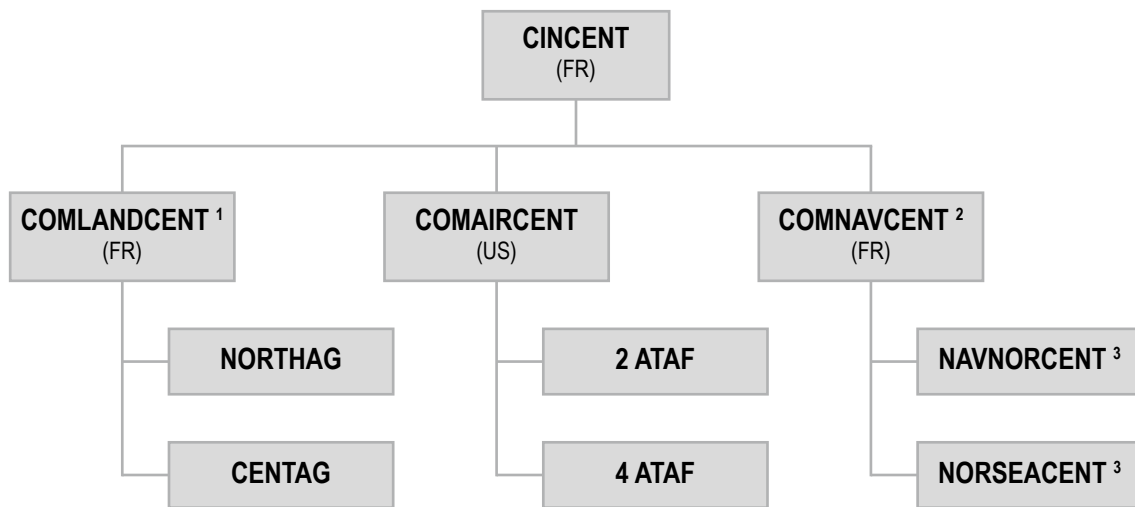 CINCENT
(FR)
COMLANDCENT ¹
(FR)
COMAIRCENT
(US)
COMNAVCENT ²
(FR)
NORTHAG
2 ATAF
NAVNORCENT ³
CENTAG
4 ATAF
NORSEACENT ³